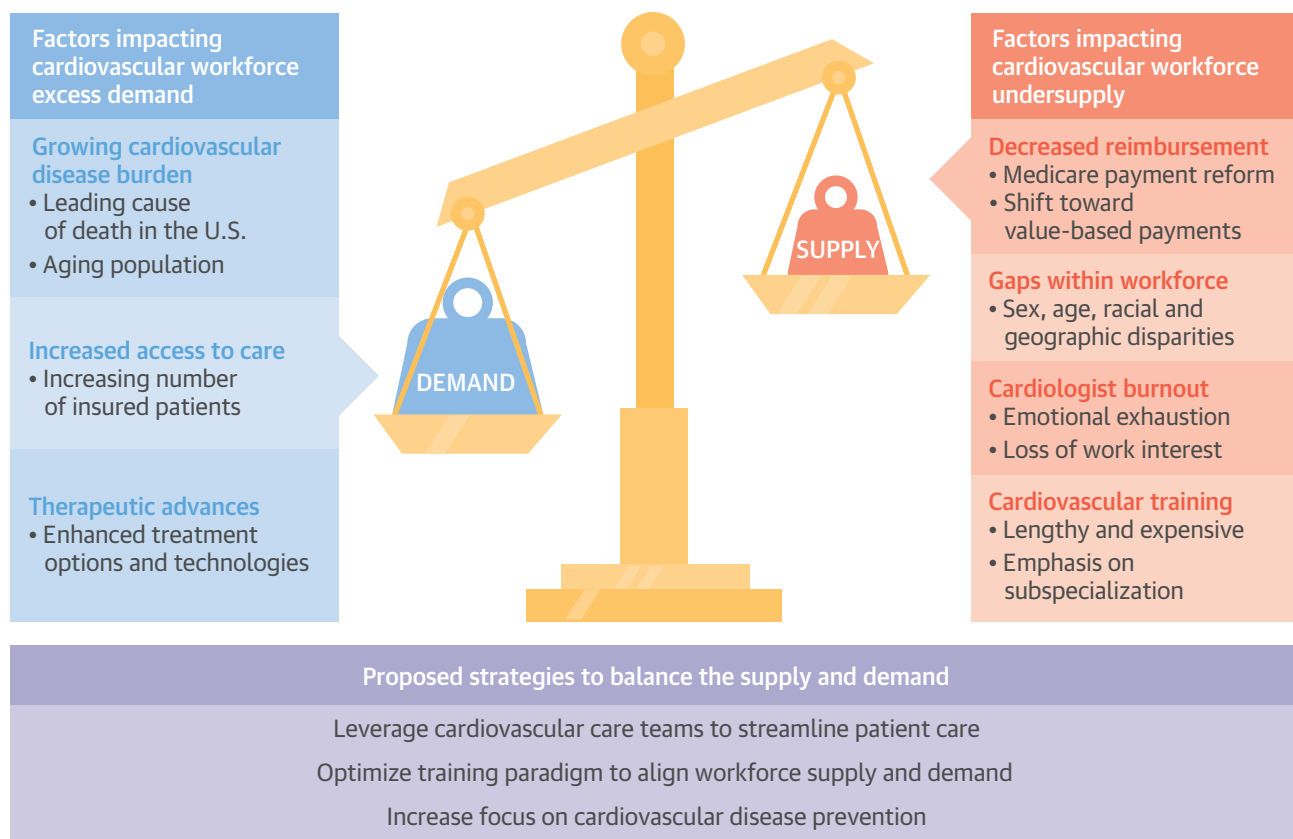 Factors impacting
cardiovascular workforce
excess demand
Growing cardiovascular
disease burden
• Leading cause
of death in the U.S.
• Aging population
Increased access to care
• Increasing number
of insured patients
Therapeutic advances
• Enhanced treatment
options and technologies
DEMAND
SUPPLY
Factors impacting
cardiovascular workforce
undersupply
Decreased reimbursement
• Medicare payment reform
• Shift toward
value-based payments
Gaps within workforce
• Sex, age, racial and
geographic disparities
Cardiologist burnout
• Emotional exhaustion
• Loss of work interest
Cardiovascular training
• Lengthy and expensive
• Emphasis on
subspecialization
Proposed strategies to balance the supply and demand
Leverage cardiovascular care teams to streamline patient care
Optimize training paradigm to align workforce supply and demand
Increase focus on cardiovascular disease prevention